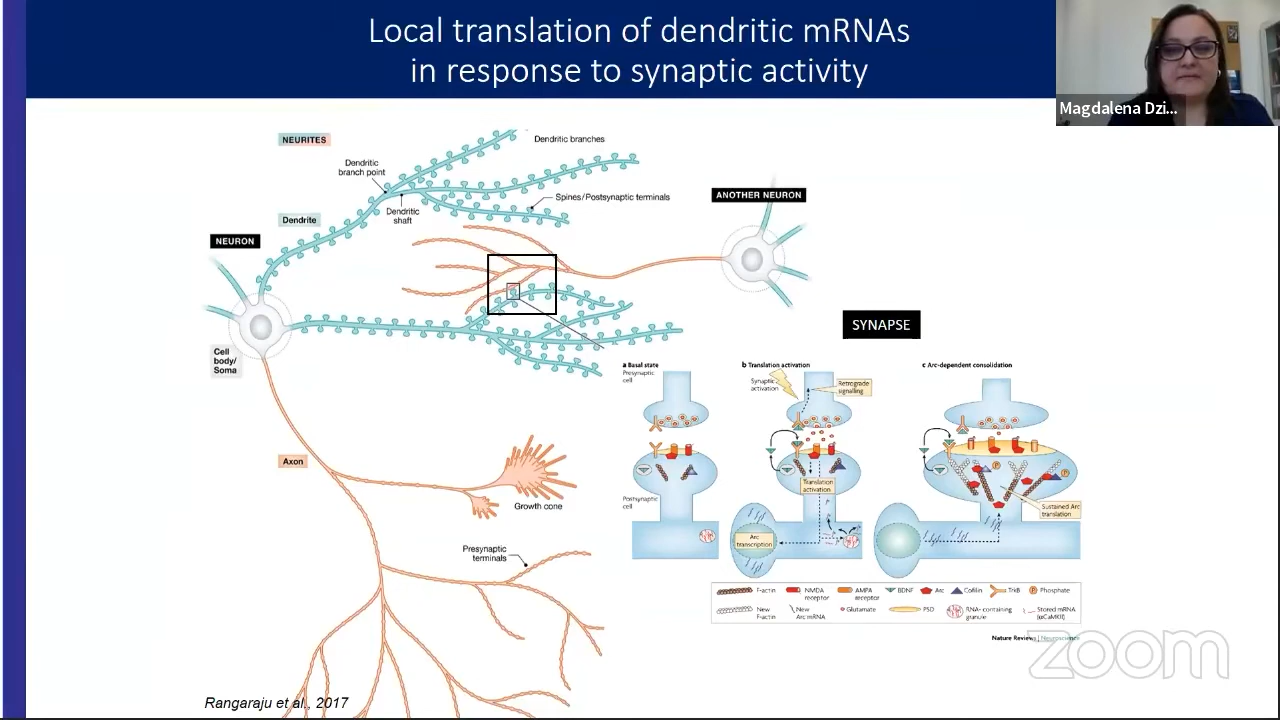 Local translation of dendritic mRNAs
in response to synaptic activity
Magdalena Dzi...
NEURITES
Dendritic branches
Dendritic
branch point
Spines/Postsynaptic terminals
ANOTHER NEURON
Dendritic
shaft
Dendrite
NEURON
SYNAPSE
Cell
body/
Soma
a Basal state
Presynaptic
cell
b Translation activation
Synaptic
activation
Retrograde
signalling
c Arc-dependent consolidation
Axon
Growth cone
Translation
activation
Postsynaptic
cell
Arc
transcription
P
Sustained Arc
translation
Presynaptic
terminals
F-actin
NMDA
receptor
AMPA
receptor
BDNF
Arc
Cofilin
TrkB
P Phosphate
New
F-actin
New
Arc mRNA
Glutamate
PSD
RNA-containing
granule
Stored mRNA
(αCaMKII)
Nature Reviews | Neuroscience
zoom
Rangaraju et al., 2017